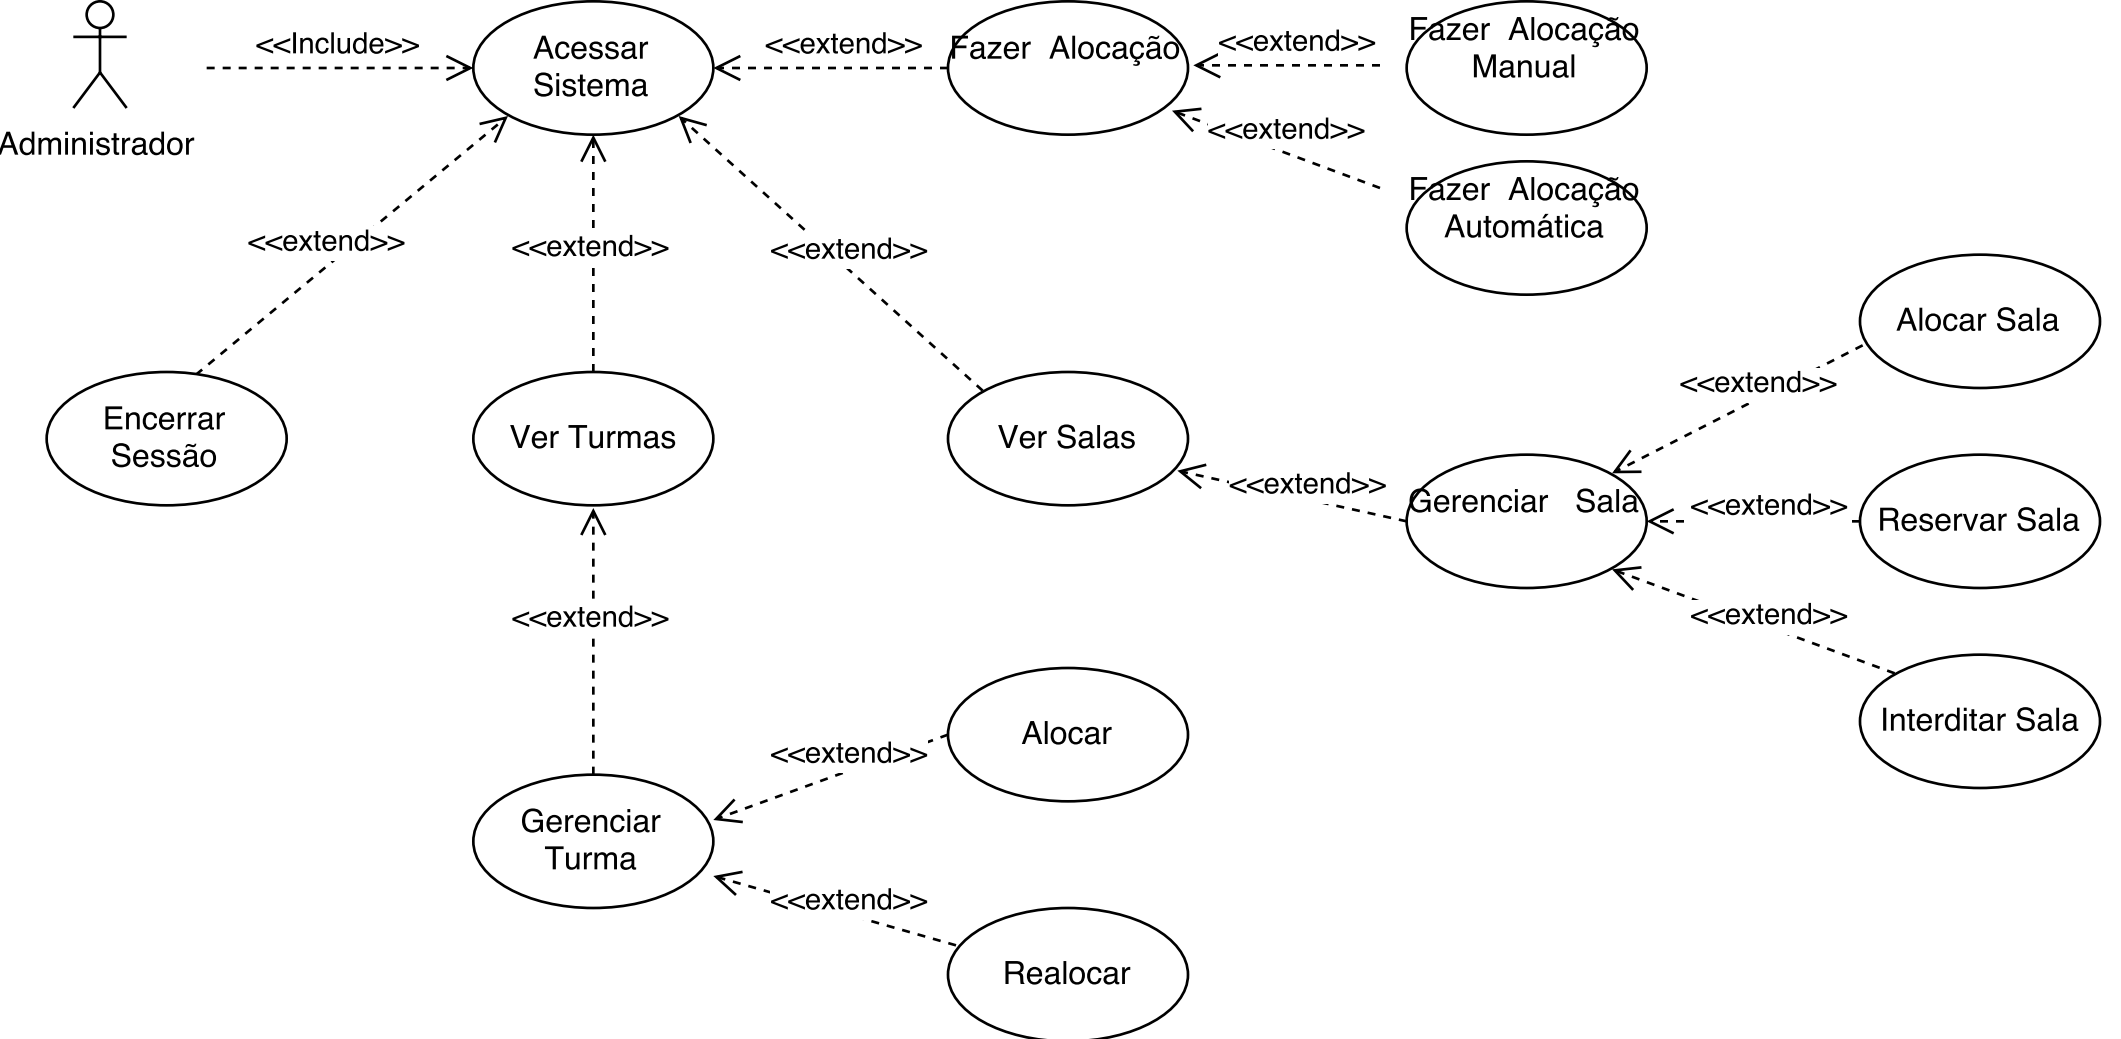 Administrador
<<Include>>
Acessar
Sistema
<<extend>>
Fazer Alocação
<<extend>>
Fazer Alocação
Manual
<<extend>>
Fazer Alocação
Automática
<<extend>>
<<extend>>
<<extend>>
Encerrar
Sessão
Ver Turmas
Ver Salas
<<extend>>
Gerenciar Sala
<<extend>>
Alocar Sala
<<extend>>
Reservar Sala
<<extend>>
Interditar Sala
<<extend>>
Gerenciar
Turma
<<extend>>
Alocar
<<extend>>
Realocar